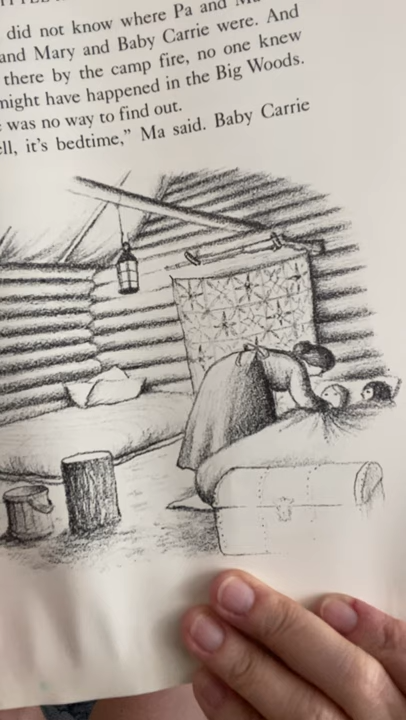 did not know where Pa and
and Mary and Baby Carrie were. And
there by the camp fire, no one knew
might have happened in the Big Woods.
was no way to find out.
it's bedtime," Ma said. Baby Carrie